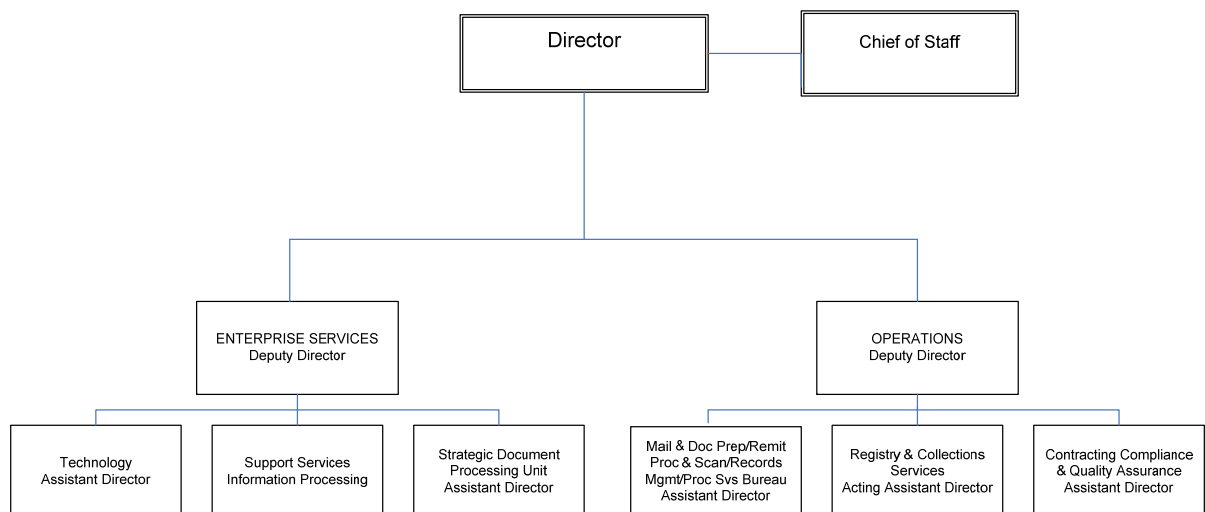 Director
Chief of Staff
ENTERPRISE SERVICES
Deputy Director
OPERATIONS
Deputy Director
Technology
Assistant Director
Support Services
Information Processing
Strategic Document
Processing Unit
Assistant Director
Mail & Doc Prep/Remit
Proc & Scan/Records
Mgmt/Proc Svs Bureau
Assistant Director
Registry & Collections
Services
Acting Assistant Director
Contracting Compliance
& Quality Assurance
Assistant Director